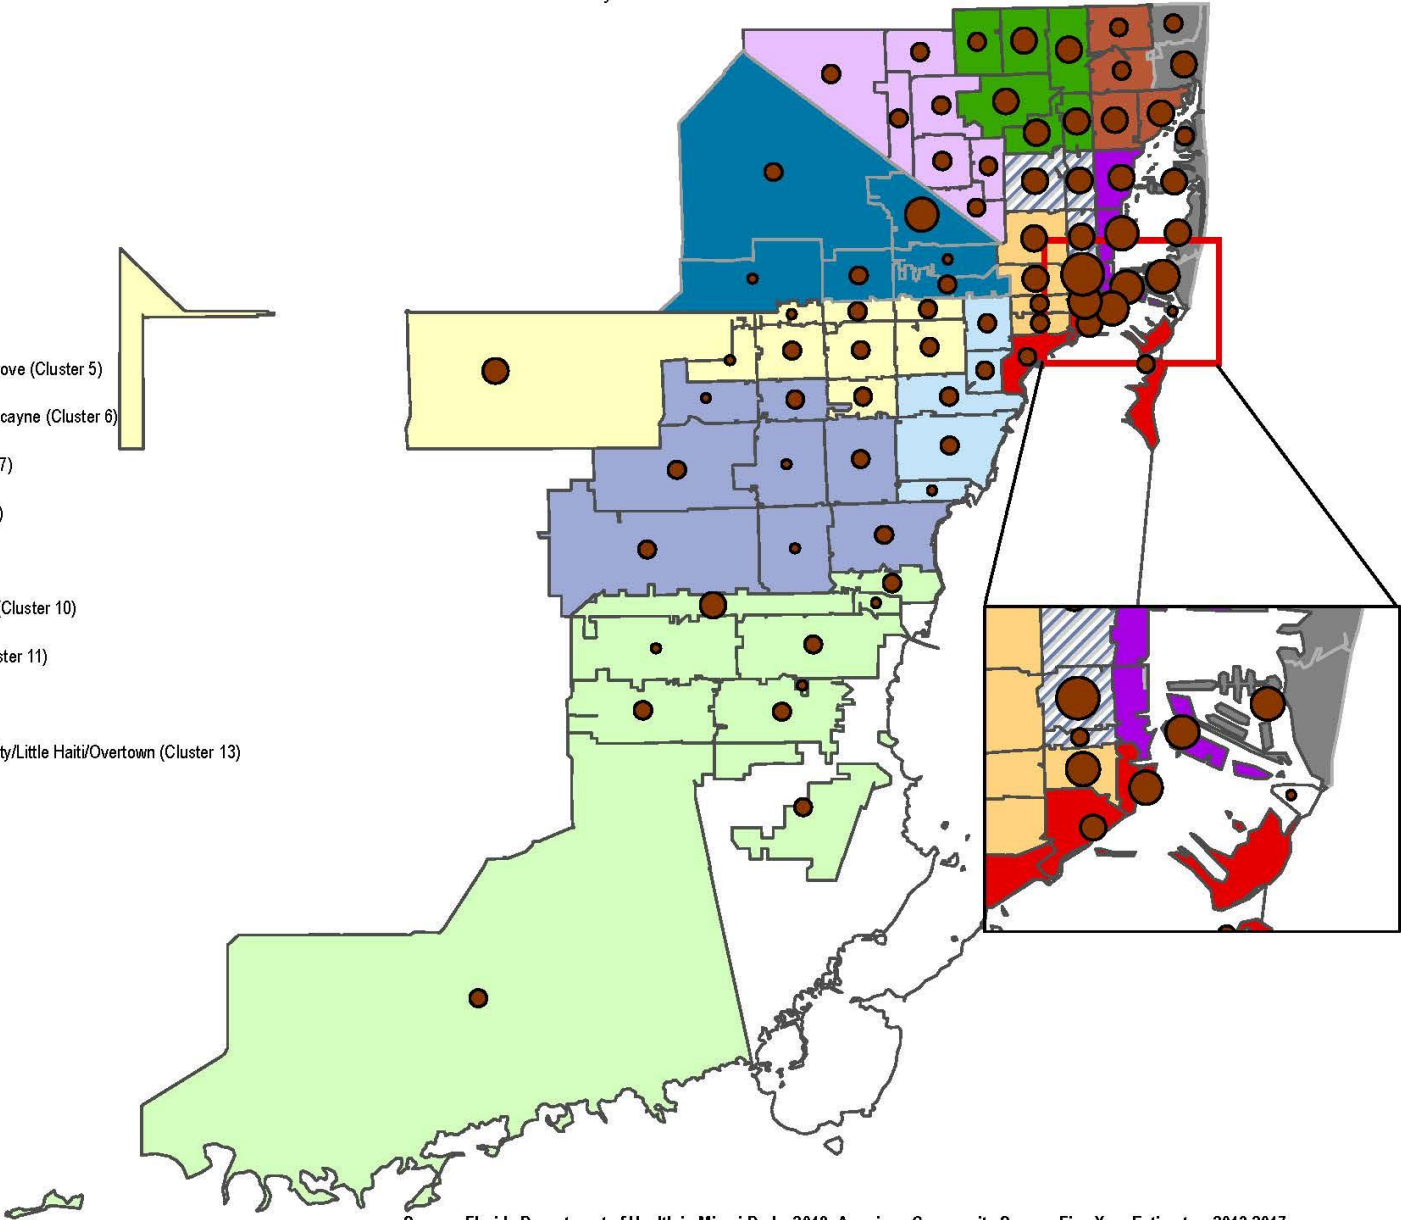 ove (Cluster 5)
cayne (Cluster 6)
7)
)
(Cluster 10)
ster 11)
ty/Little Haiti/Overtown (Cluster 13)